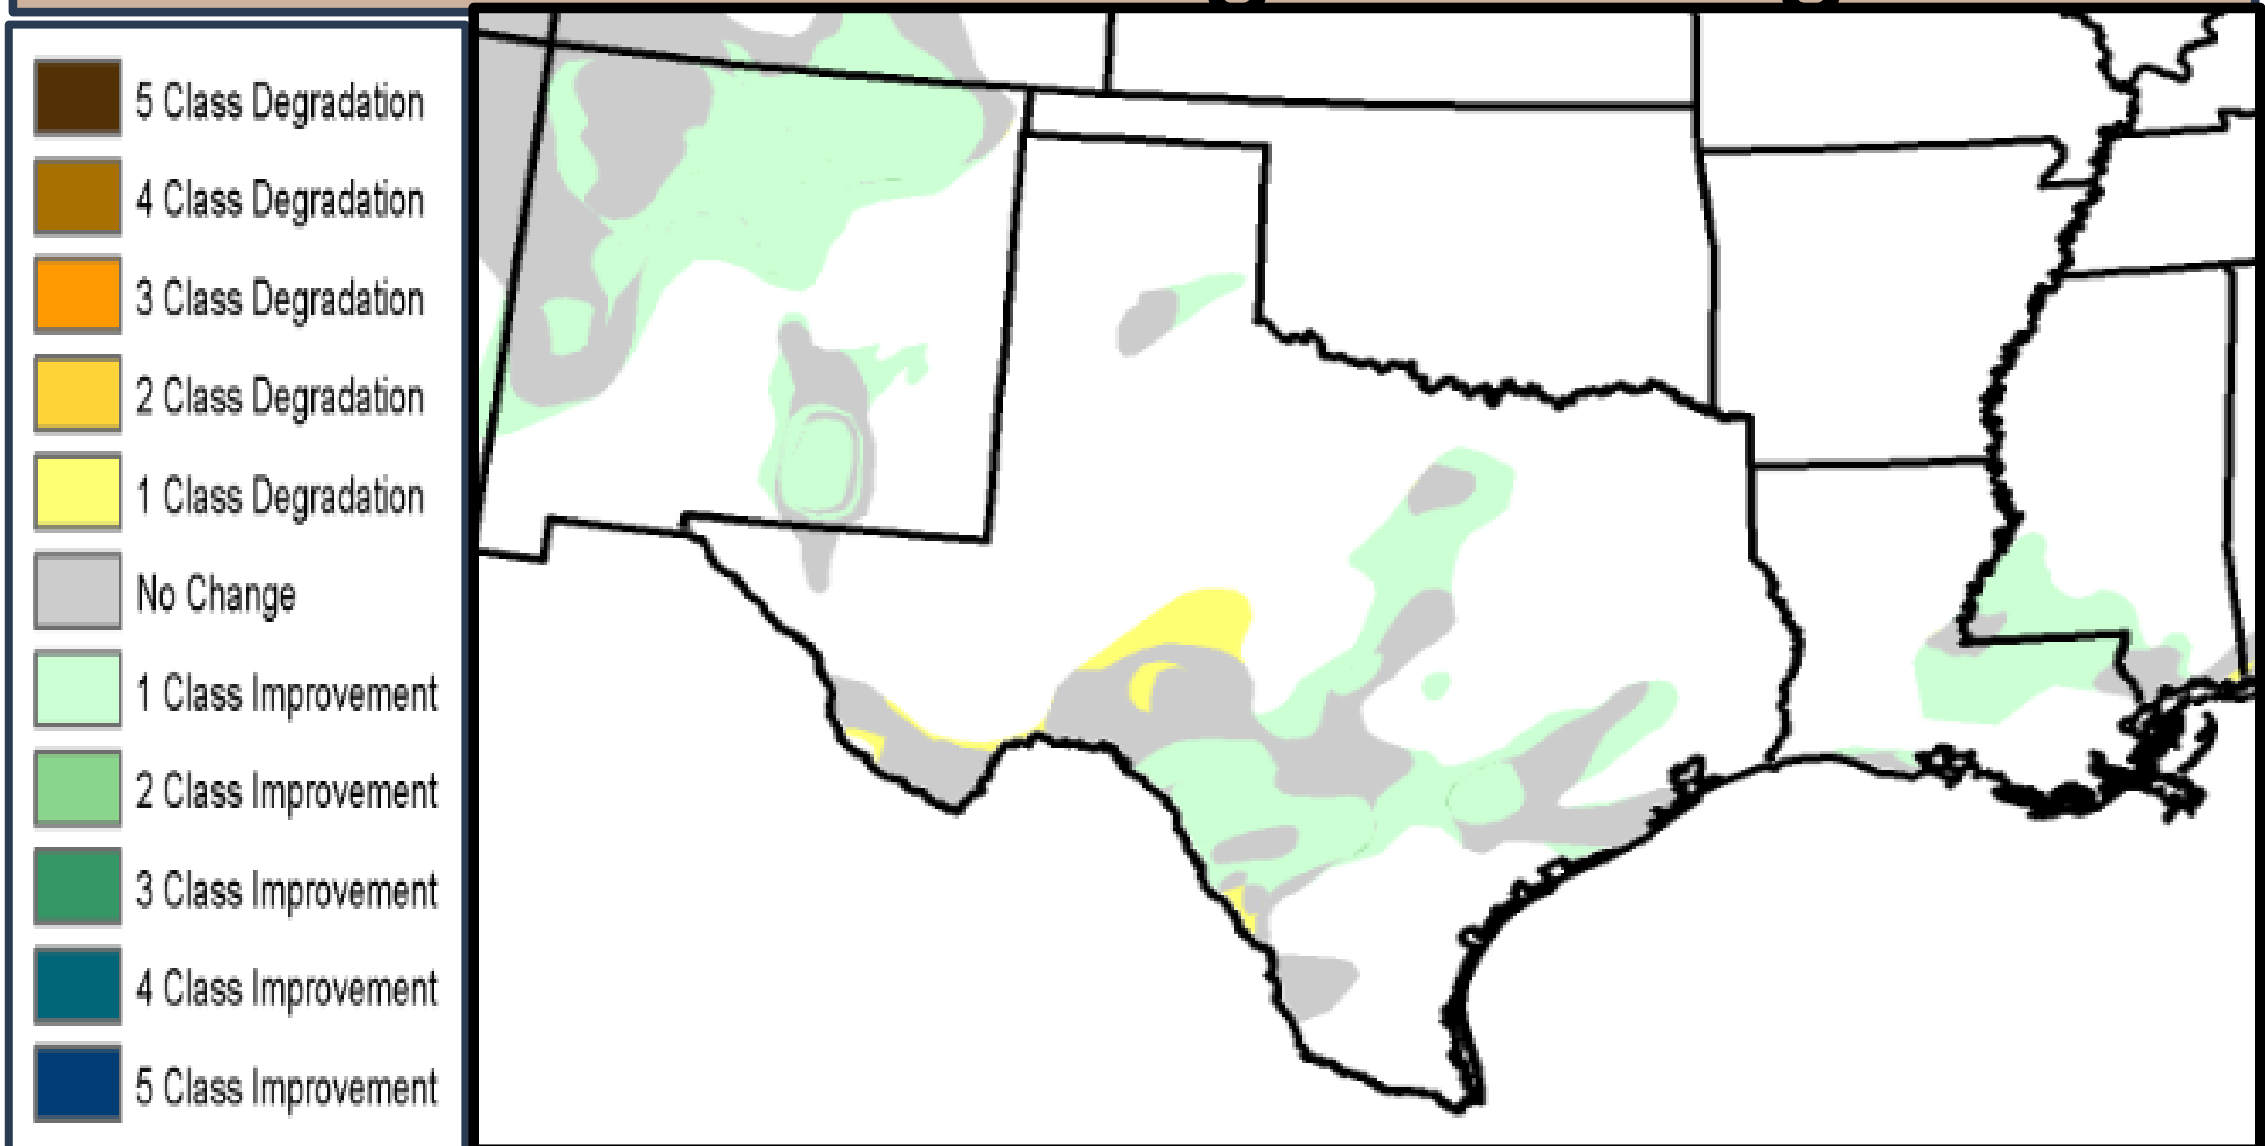 5 Class Degradation
4 Class Degradation
3 Class Degradation
2 Class Degradation
1 Class Degradation
No Change
1 Class Improvement
2 Class Improvement
3 Class Improvement
4 Class Improvement
5 Class Improvement